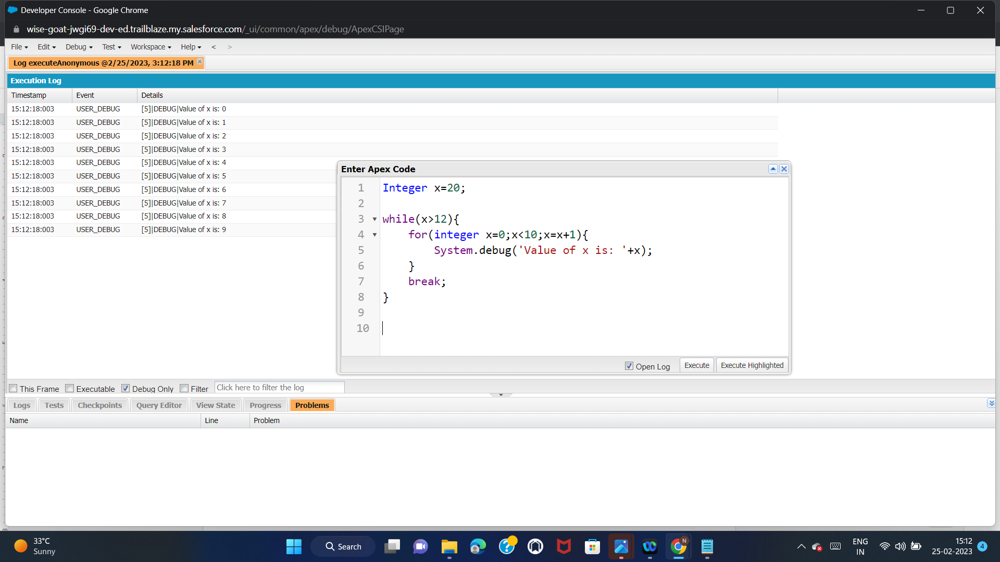 Developer Console - Google Chrome
wise-goat-jwgi69-dev-ed.trailblaze.my.salesforce.com/_ui/common/apex/debug/ApexCSIPage
File Edit Debug Test Workspace Help < >
Log executeAnonymous @2/25/2023, 3:12:18 PM
Execution Log
Timestamp Event Details
15:12:18:003 USER_DEBUG [5]|DEBUG|Value of x is: 0
15:12:18:003 USER_DEBUG [5]|DEBUG|Value of x is: 1
15:12:18:003 USER_DEBUG [5]|DEBUG|Value of x is: 2
15:12:18:003 USER_DEBUG [5]|DEBUG|Value of x is: 3
15:12:18:003 USER_DEBUG [5]|DEBUG|Value of x is: 4
15:12:18:003 USER_DEBUG [5]|DEBUG|Value of x is: 5
15:12:18:003 USER_DEBUG [5]|DEBUG|Value of x is: 6
15:12:18:003 USER_DEBUG [5]|DEBUG|Value of x is: 7
15:12:18:003 USER_DEBUG [5]|DEBUG|Value of x is: 8
15:12:18:003 USER_DEBUG [5]|DEBUG|Value of x is: 9
Enter Apex Code
1 Integer x=20;
2
3 while(x>12){
4 for(integer x=0;x<10;x=x+1){
5 System.debug('Value of x is: '+x);
6 }
7 break;
8 }
9
10
Open Log Execute Execute Highlighted
This Frame Executable Debug Only Filter Click here to filter the log
Logs Tests Checkpoints Query Editor View State Progress Problems
Name Line Problem
33°C
Sunny
Search
N
ENG
IN
15:12
25-02-2023
4